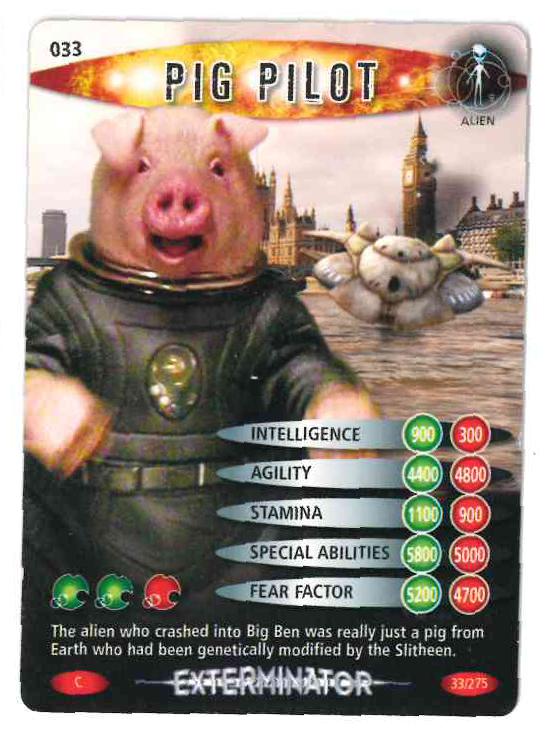 033
PIG PILOT
ALIEN
INTELLIGENCE 900 300
AGILITY 4400 4800
STAMINA 1100 900
SPECIAL ABILITIES 5800 5000
FEAR FACTOR 5200 4700
The alien who crashed into Big Ben was really just a pig from
Earth who had been genetically modified by the Slitheen.
C EXTERMINATOR 33/275